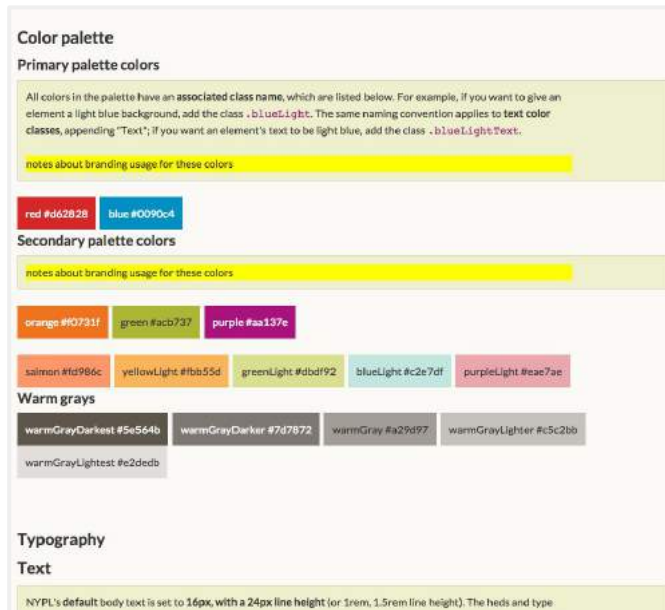 Color palette
Primary palette colors
All colors in the palette have an associated class name, which are listed below. For example, if you want to give an
element a light blue background, add the class .blueLight. The same naming convention applies to text color
classes, appending "Text"; if you want an element's text to be light blue, add the class .blueLightText.
notes about branding usage for these colors
red #d62828 blue #0090c4
Secondary palette colors
notes about branding usage for these colors
orange #f0731f green #acb737 purple #aa137e
salmon #fd986c yellowLight #fbb55d greenLight #dbdf92 blueLight #c2e7df purpleLight #eae7ae
Warm grays
warmGrayDarkest #5e564b warmGrayDarker #7d7872 warmGray #a29d97 warmGrayLighter #c5c2bb
warmGrayLightest #e2dedb
Typography
Text
NYPL's default body text is set to 16px, with a 24px line height (or 1rem, 1.5rem line height). The heds and type